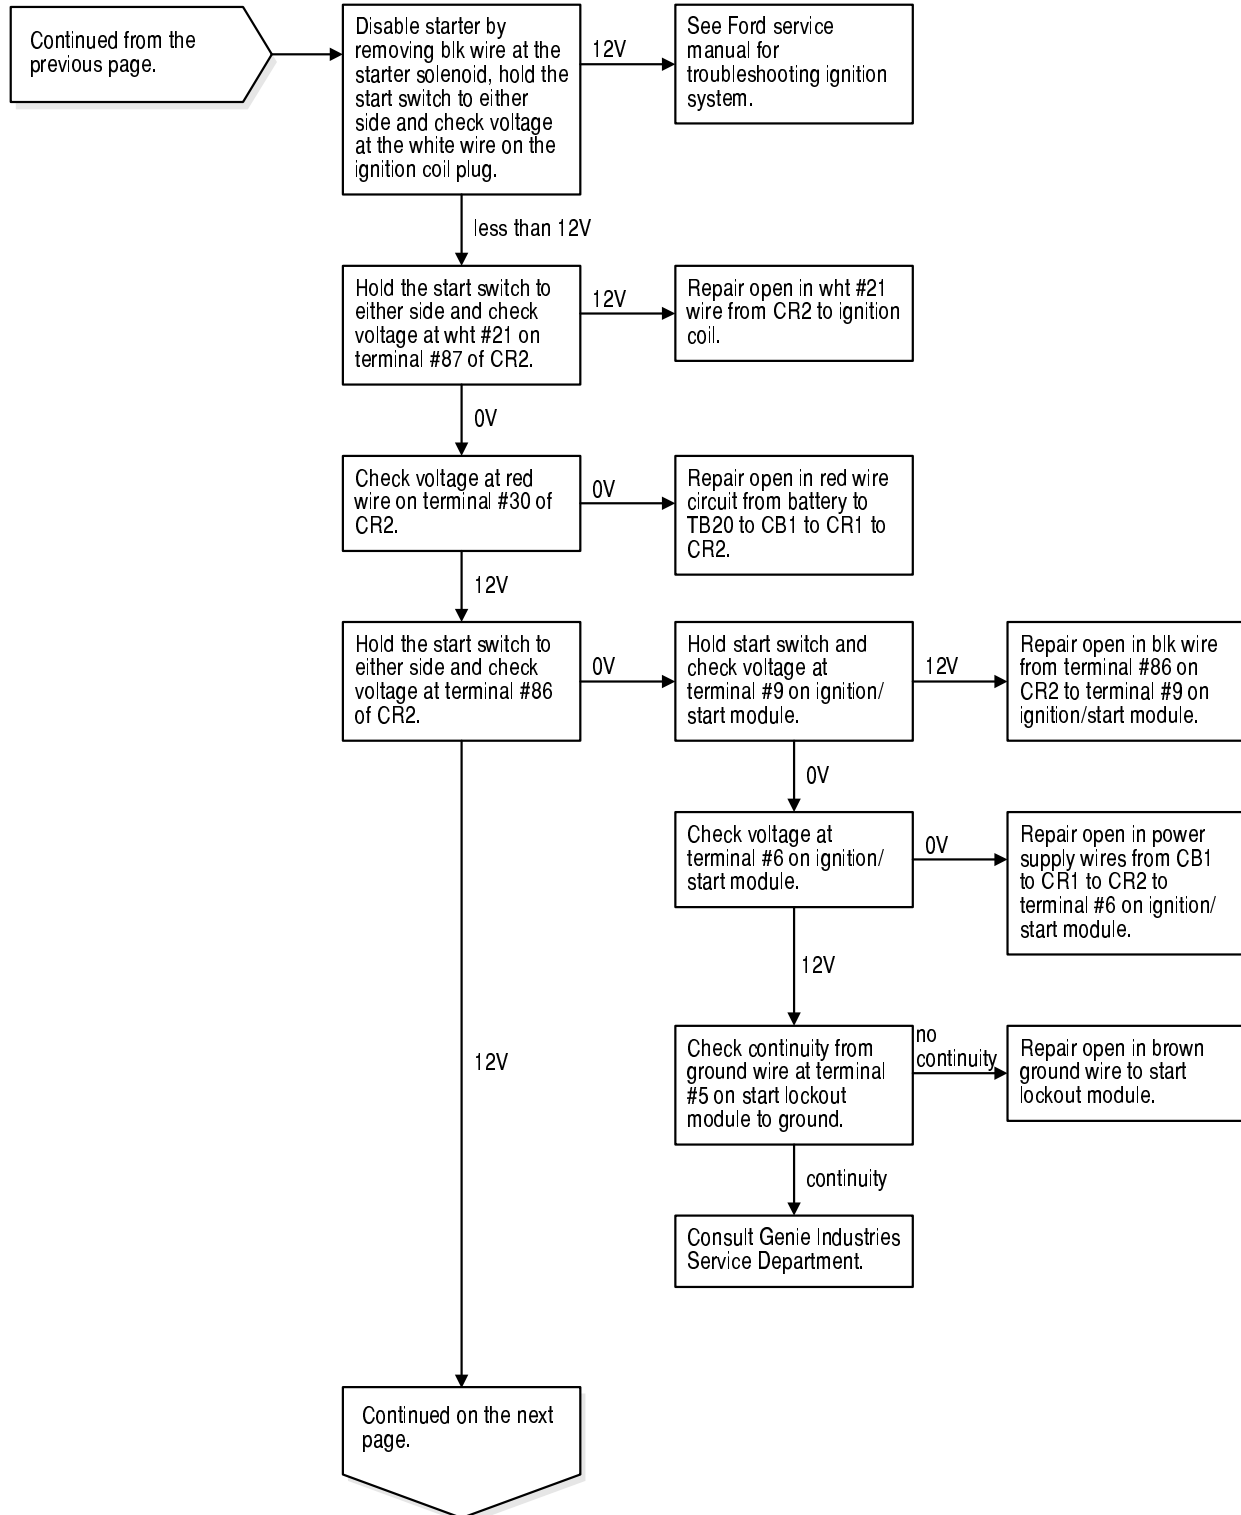 Continued from the
previous page.
Disable starter by
removing blk wire at the
starter solenoid, hold the
start switch to either
side and check voltage
at the white wire on the
ignition coil plug.
12V
See Ford service
manual for
troubleshooting ignition
system.
less than 12V
Hold the start switch to
either side and check
voltage at wht #21 on
terminal #87 of CR2.
12V
Repair open in wht #21
wire from CR2 to ignition
coil.
0V
Check voltage at red
wire on terminal #30 of
CR2.
0V
Repair open in red wire
circuit from battery to
TB20 to CB1 to CR1 to
CR2.
12V
Hold the start switch to
either side and check
voltage at terminal #86
of CR2.
0V
Hold start switch and
check voltage at
terminal #9 on ignition/
start module.
12V
Repair open in blk wire
from terminal #86 on
CR2 to terminal #9 on
ignition/start module.
0V
Check voltage at
terminal #6 on ignition/
start module.
0V
Repair open in power
supply wires from CB1
to CR1 to CR2 to
terminal #6 on ignition/
start module.
12V
Check continuity from
ground wire at terminal
#5 on start lockout
module to ground.
no
continuity
Repair open in brown
ground wire to start
lockout module.
continuity
Consult Genie Industries
Service Department.
12V
Continued on the next
page.